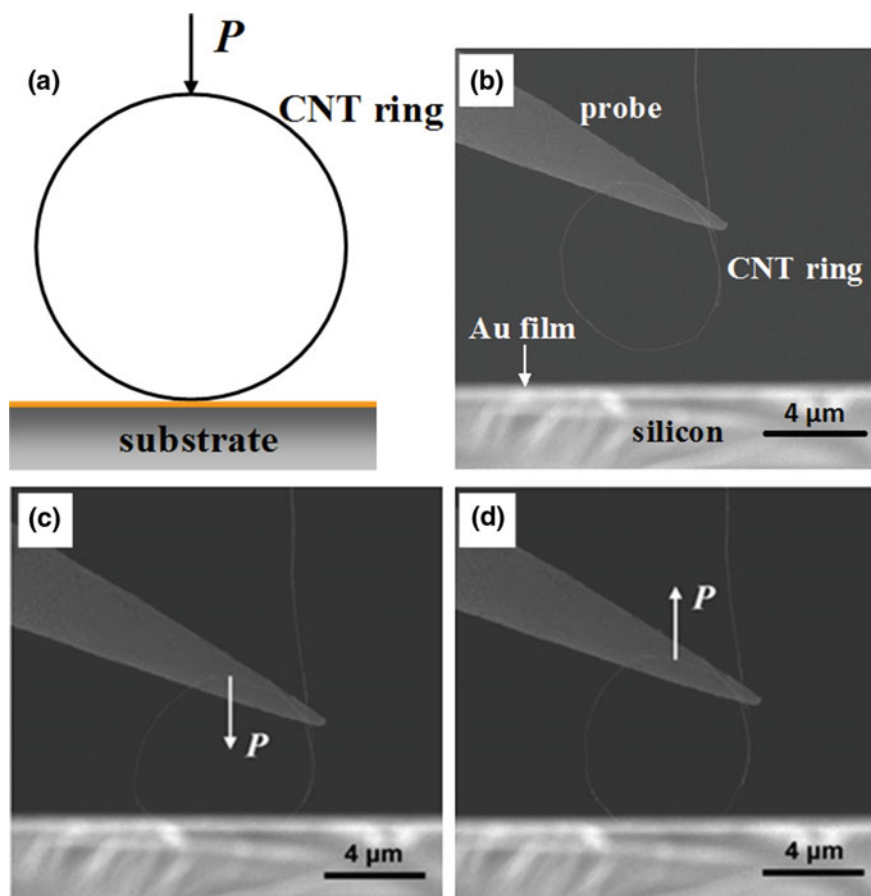 (a)
P
CNT ring
substrate
(b)
probe
CNT ring
Au film
silicon
4 µm
(c)
P
4 µm
(d)
P
4 µm